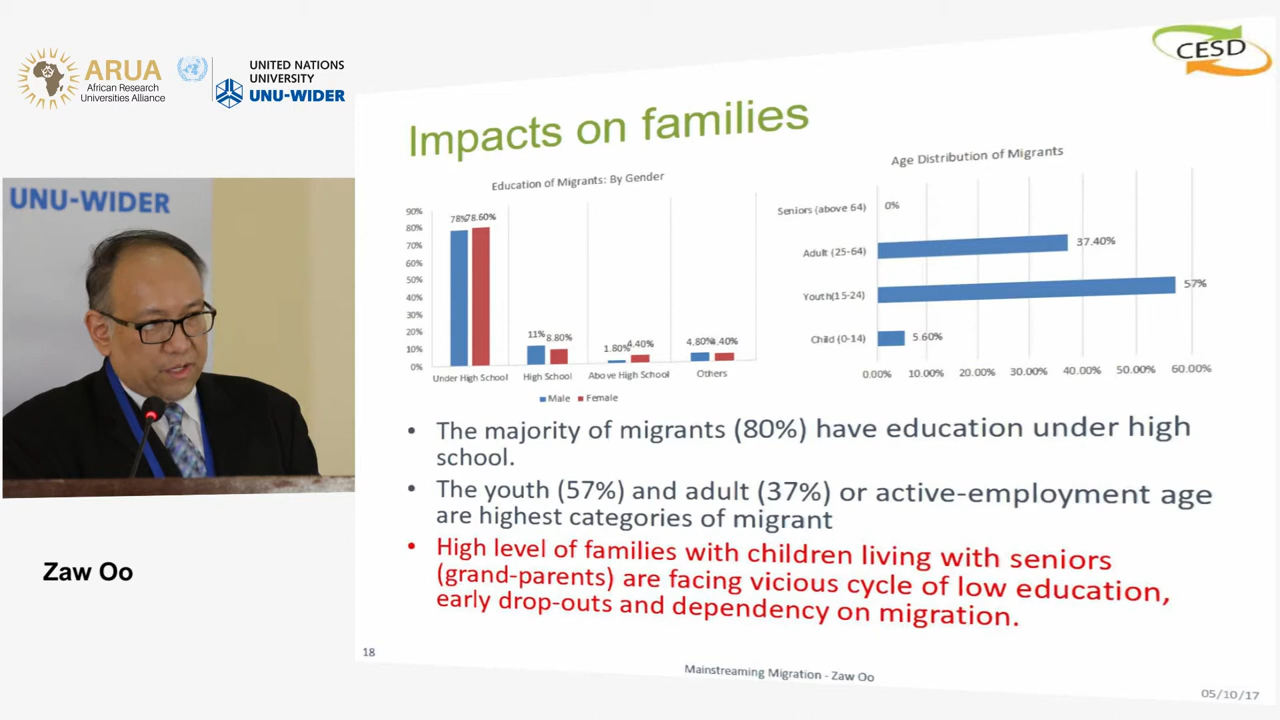 ARUA
African Research
Universities Alliance
UNITED NATIONS
UNIVERSITY
UNU-WIDER
CESD
UNU-WIDER
Zaw Oo
Impacts on families
Education of Migrants: By Gender
90%
80%
70%
60%
50%
40%
30%
20%
10%
0%
78%
78.60%
11%
8.80%
1.80%
4.40%
4.80%
4.40%
Under High School
High School
Above High School
Others
Male
Female
Age Distribution of Migrants
Seniors (above 64)
0%
Adult (25-64)
37.40%
Youth(15-24)
57%
Child (0-14)
5.60%
0.00% 10.00% 20.00% 30.00% 40.00% 50.00% 60.00%
• The majority of migrants (80%) have education under high
school.
• The youth (57%) and adult (37%) or active-employment age
are highest categories of migrant
• High level of families with children living with seniors
(grand-parents) are facing vicious cycle of low education,
early drop-outs and dependency on migration.
18
Mainstreaming Migration - Zaw Oo
05/10/17